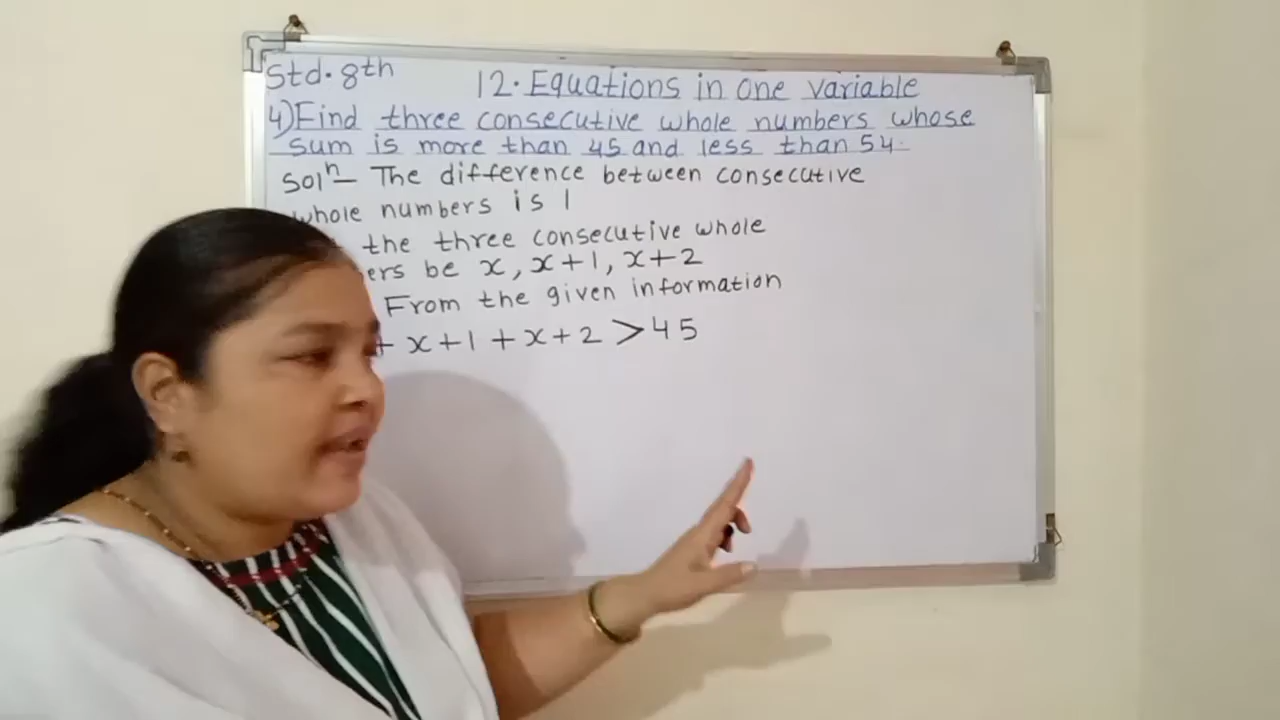 Std. 8th 12. Equations in one variable
4) Find three consecutive whole numbers whose
sum is more than 45 and less than 54.
Solⁿ– The difference between consecutive
whole numbers is 1
the three consecutive whole
ers be x, x+1, x+2
From the given information
+ x+1 + x+2 > 45